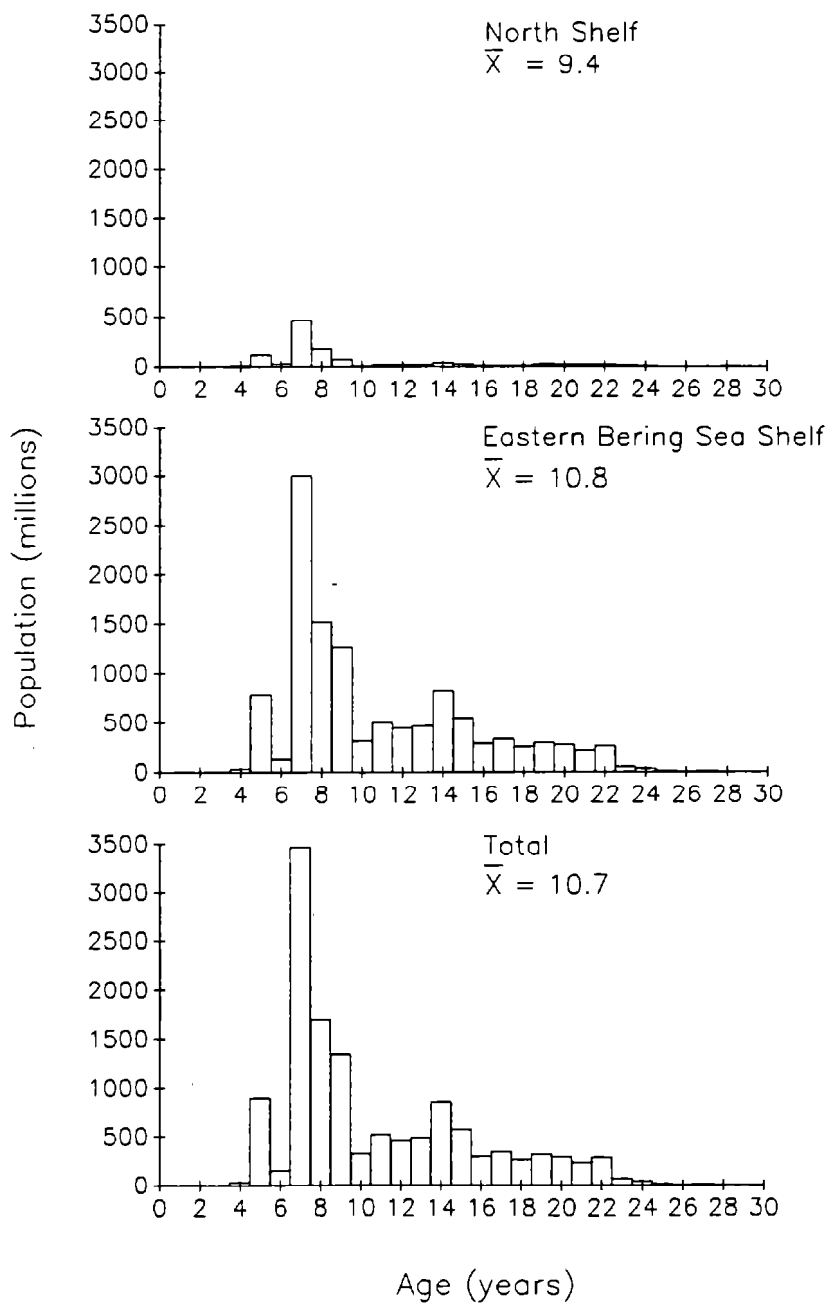 Population (millions)
North Shelf
X̄ = 9.4
3500
3000
2500
2000
1500
1000
500
0
0 2 4 6 8 10 12 14 16 18 20 22 24 26 28 30
Eastern Bering Sea Shelf
X̄ = 10.8
3500
3000
2500
2000
1500
1000
500
0
0 2 4 6 8 10 12 14 16 18 20 22 24 26 28 30
Total
X̄ = 10.7
3500
3000
2500
2000
1500
1000
500
0
0 2 4 6 8 10 12 14 16 18 20 22 24 26 28 30
Age (years)